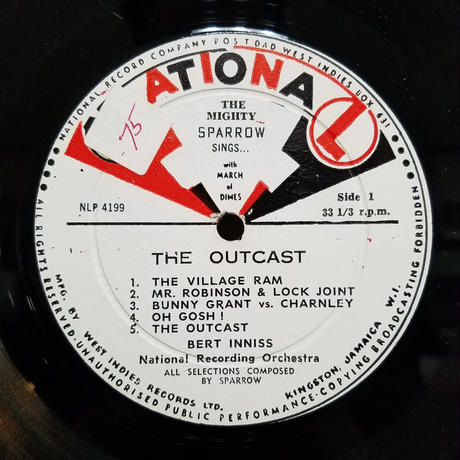 NATIONAL RECORD COMPANY POST DAD WEST INDIES BOX 631
NATIONAL
75
THE
MIGHTY
SPARROW
SINGS...
with
MARCH
of
DIMES
NLP 4199
Side 1
33 1/3 r.p.m.
THE OUTCAST
1. THE VILLAGE RAM
2. MR. ROBINSON & LOCK JOINT
3. BUNNY GRANT vs. CHARNLEY
4. OH GOSH !
5. THE OUTCAST
BERT INNISS
National Recording Orchestra
ALL SELECTIONS COMPOSED
BY SPARROW
MFG. BY WEST INDIES RECORDS LTD. KINGSTON, JAMAICA W.I.
ALL RIGHTS RESERVED-UNAUTHORISED PUBLIC PERFORMANCE-COPYING BROADCASTING FORBIDDEN